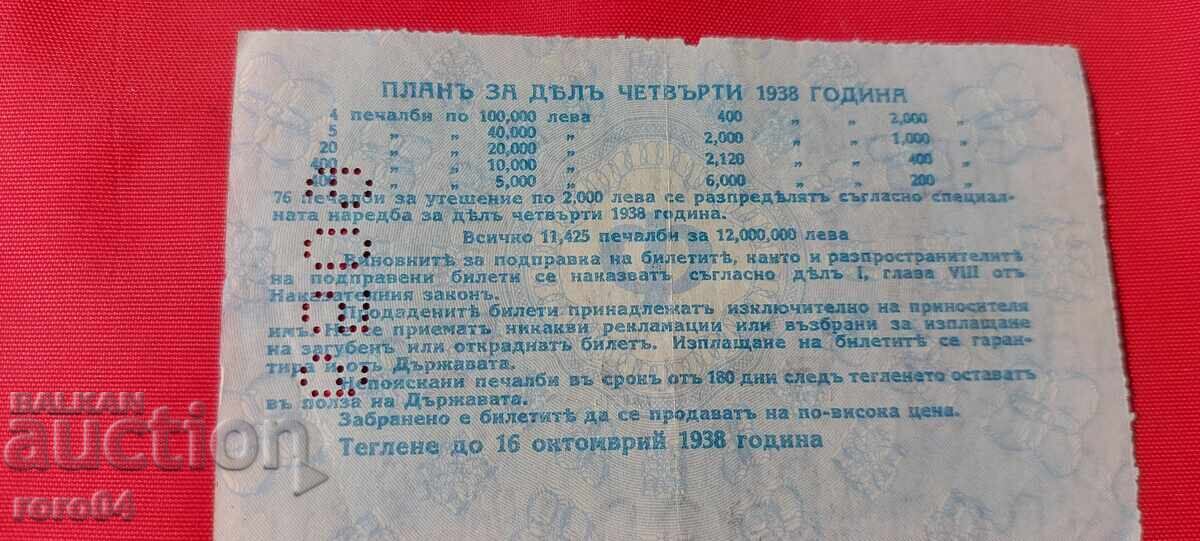 ПЛАНЪ ЗА ДѢЛЪ ЧЕТВЪРТИ 1938 ГОДИНА
4 печалби по 100,000 лева 400 „ „ 2,000 „
5 „ „ 40,000 „ 2,000 „ „ 1,000 „
20 „ „ 20,000 „ 2,120 „ „ 400 „
400 „ „ 10,000 „ 6,000 „ „ 200 „
„ „ 5,000 „
76 печалби за утешение по 2,000 лева се разпредѣлятъ съгласно специал-
ната наредба за дѣлъ четвърти 1938 година.
Всичко 11,425 печалби за 12,000,000 лева
Виновнитѣ за подправка на билетитѣ, както и разпространителитѣ
на подправени билети се наказватъ съгласно дѣлъ I, глава VIII отъ
Наказателния законъ.
Продаденитѣ билети принадлежатъ изключително на приносителя
имъ. Не се приематъ никакви рекламации или възбрани за изплащане
на загубенъ или откраднатъ билетъ. Изплащане на билетитѣ се гаран-
тира и отъ Държавата.
Непоискани печалби въ срокъ отъ 180 дни следъ тегленето оставатъ
въ полза на Държавата.
Забранено е билетитѣ да се продаватъ на по-висока цена.
Теглене до 16 октомврий 1938 година
BALKAN
auction
roro64